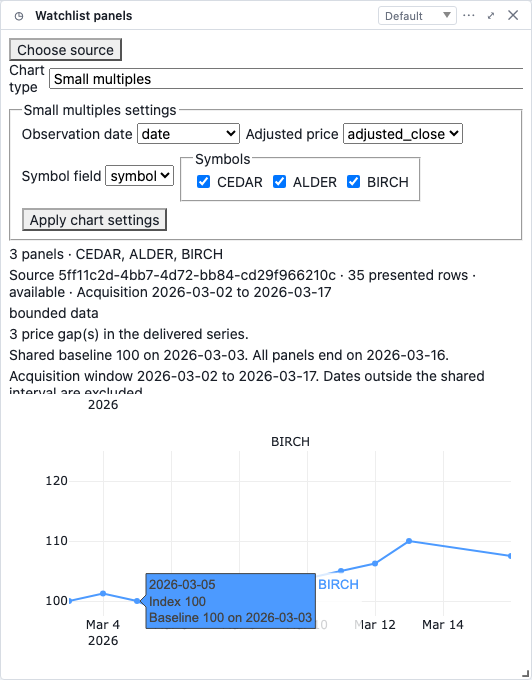 Watchlist panels
Default
Choose source
Chart type
Small multiples
Small multiples settings
Observation date date Adjusted price adjusted_close
Symbol field symbol
Symbols
CEDAR ALDER BIRCH
Apply chart settings
3 panels · CEDAR, ALDER, BIRCH
Source 5ff11c2d-4bb7-4d72-bb84-cd29f966210c · 35 presented rows ·
available · Acquisition 2026-03-02 to 2026-03-17
bounded data
3 price gap(s) in the delivered series.
Shared baseline 100 on 2026-03-03. All panels end on 2026-03-16.
Acquisition window 2026-03-02 to 2026-03-17. Dates outside the shared
interval are excluded
2026
BIRCH
120
110
100
2026-03-05
Index 100
Baseline 100 on 2026-03-03
BIRCH
Mar 4
2026
Mar 12
Mar 14